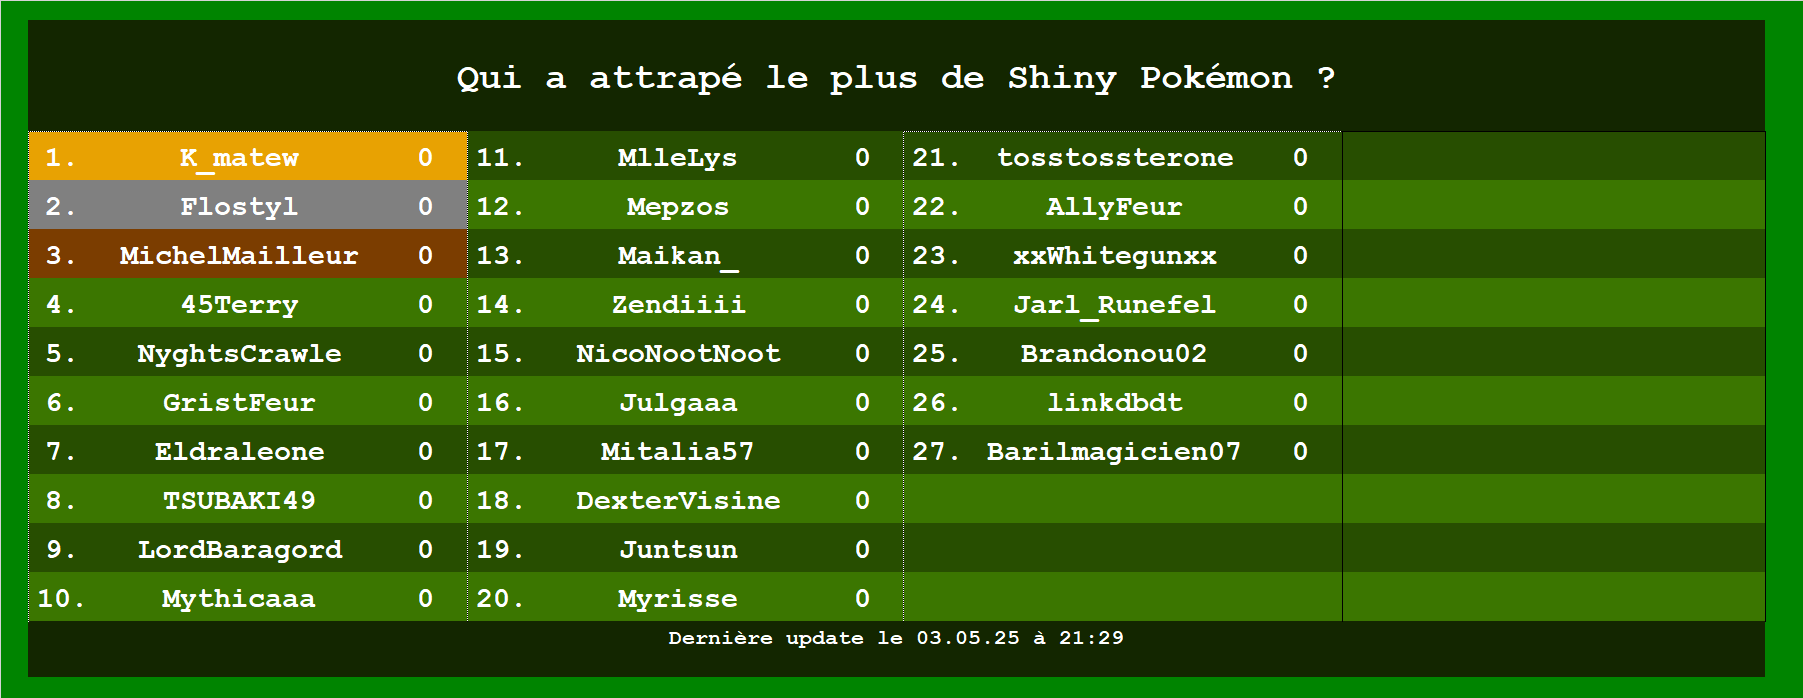 Qui a attrapé le plus de Shiny Pokémon ?
1. K_matew 0
2. Flostyl 0
3. MichelMailleur 0
4. 45Terry 0
5. NyghtsCrawle 0
6. GristFeur 0
7. Eldraleone 0
8. TSUBAKI49 0
9. LordBaragord 0
10. Mythicaaa 0
11. MlleLys 0
12. Mepzos 0
13. Maikan_ 0
14. Zendiiii 0
15. NicoNootNoot 0
16. Julgaaa 0
17. Mitalia57 0
18. DexterVisine 0
19. Juntsun 0
20. Myrisse 0
21. tosstossterone 0
22. AllyFeur 0
23. xxWhitegunxx 0
24. Jarl_Runefel 0
25. Brandonou02 0
26. linkdbdt 0
27. Barilmagicien07 0
Dernière update le 03.05.25 à 21:29